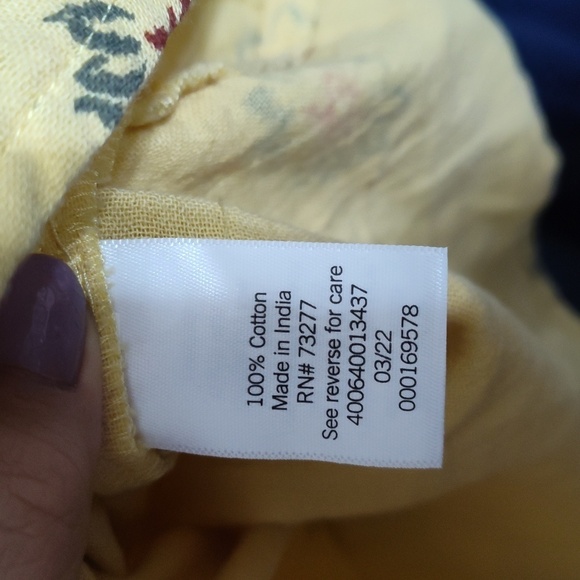 100% Cotton
Made in India
RN# 73277
See reverse for care
400640013437
03/22
000169578